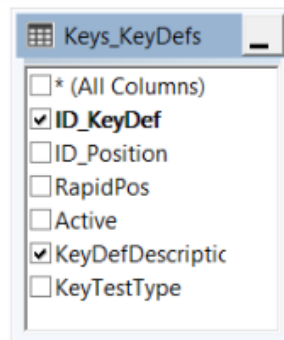 Keys_KeyDefs
* (All Columns)
ID_KeyDef
ID_Position
RapidPos
Active
KeyDefDescriptic
KeyTestType